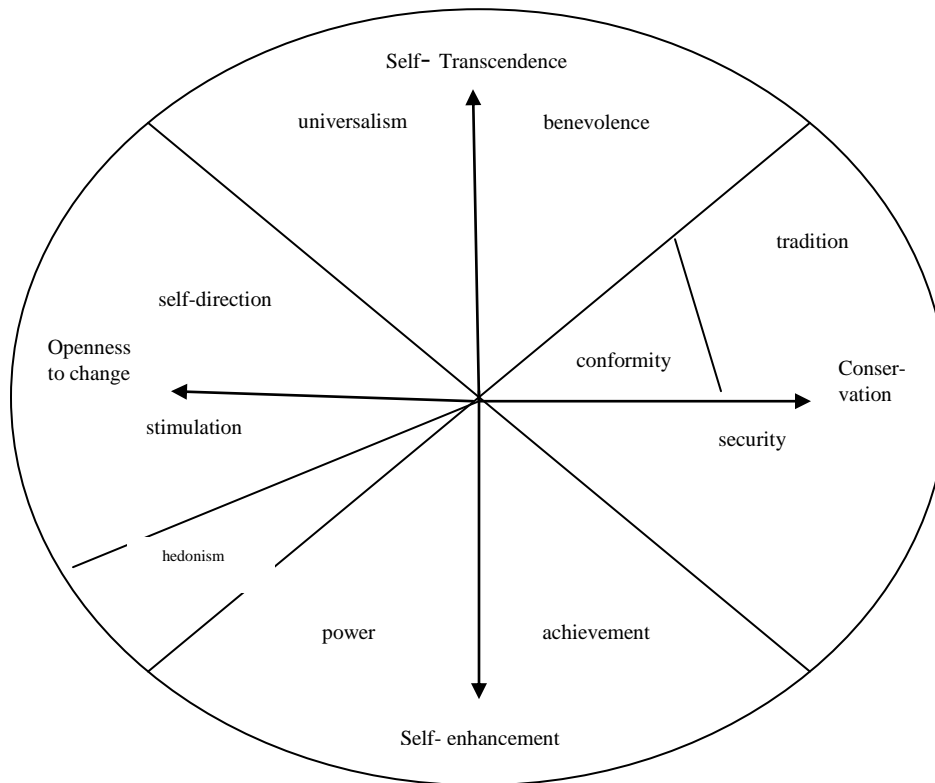 Self- Transcendence
universalism
benevolence
tradition
self-direction
Openness
to change
conformity
Conser-
vation
stimulation
security
hedonism
power
achievement
Self- enhancement